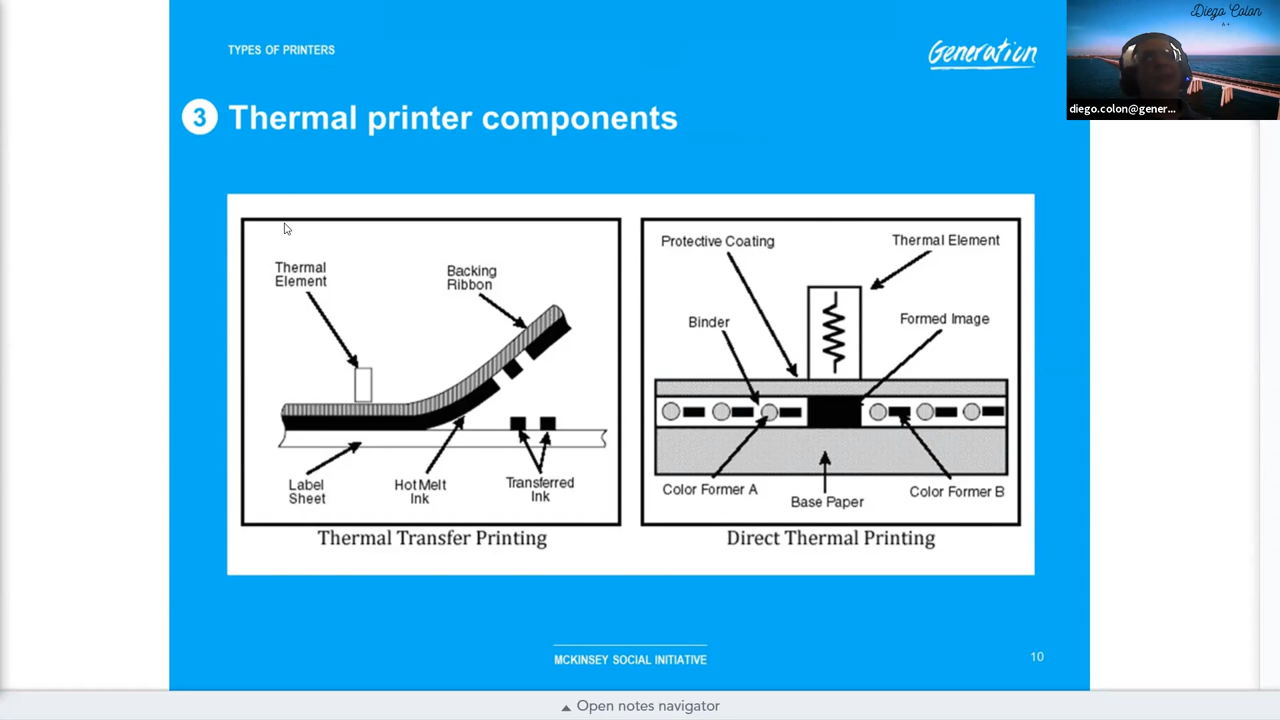 TYPES OF PRINTERS
Generation
Diego Colon
A+
diego.colon@gener...
3 Thermal printer components
Thermal
Element
Backing
Ribbon
Label
Sheet
Hot Melt
Ink
Transferred
Ink
Thermal Transfer Printing
Protective Coating
Thermal Element
Binder
Formed Image
Color Former A
Base Paper
Color Former B
Direct Thermal Printing
MCKINSEY SOCIAL INITIATIVE
10
Open notes navigator